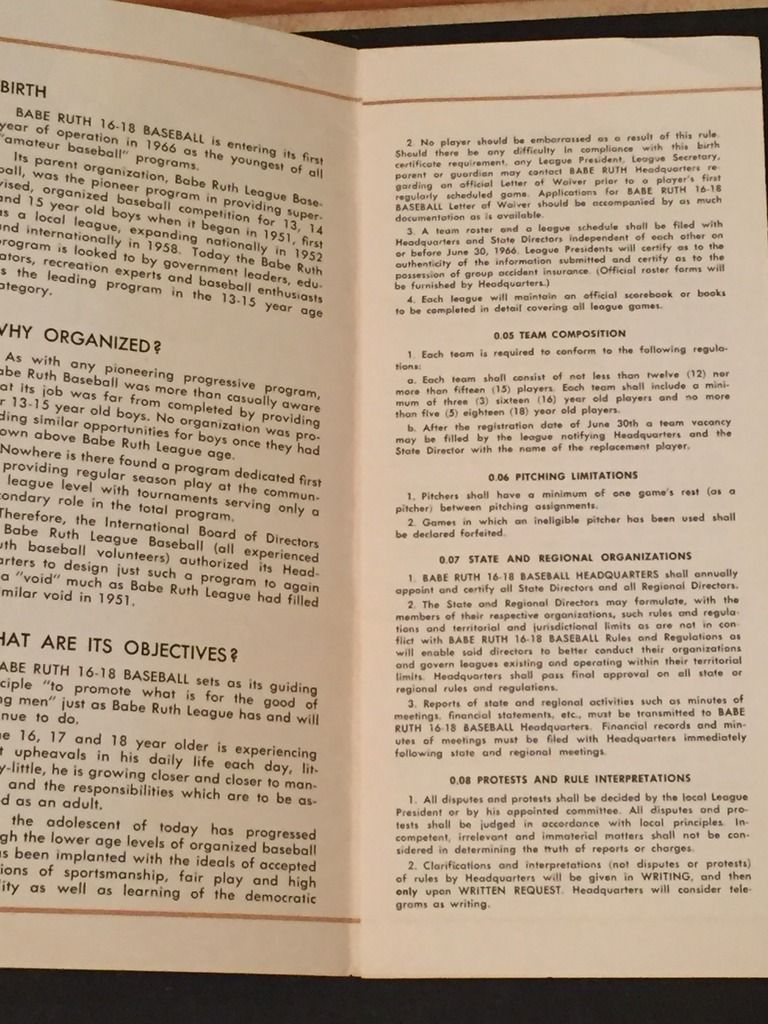 BIRTH
BABE RUTH 16-18 BASEBALL is entering its first
year of operation in 1966 as the youngest of all
"amateur baseball" programs.
Its parent organization, Babe Ruth League Base-
ball, was the pioneer program in providing super-
vised, organized baseball competition for 13, 14
and 15 year old boys when it began in 1951, first
as a local league, expanding nationally in 1952
and internationally in 1958. Today the Babe Ruth
program is looked to by government leaders, edu-
ators, recreation experts and baseball enthusiasts
s the leading program in the 13-15 year age
ategory.
WHY ORGANIZED?
As with any pioneering progressive program,
abe Ruth Baseball was more than casually aware
at its job was far from completed by providing
r 13-15 year old boys. No organization was pro-
ding similar opportunities for boys once they had
own above Babe Ruth League age.
Nowhere is there found a program dedicated first
providing regular season play at the commun-
league level with tournaments serving only a
condary role in the total program.
Therefore, the International Board of Directors
Babe Ruth League Baseball (all experienced
uth baseball volunteers) authorized its Head-
arters to design just such a program to again
a "void" much as Babe Ruth League had filled
milar void in 1951.
HAT ARE ITS OBJECTIVES?
ABE RUTH 16-18 BASEBALL sets as its guiding
ciple "to promote what is for the good of
ng men" just as Babe Ruth League has and will
nue to do.
he 16, 17 and 18 year older is experiencing
t upheavals in his daily life each day, lit-
y-little, he is growing closer and closer to man-
and the responsibilities which are to be as-
d as an adult.
the adolescent of today has progressed
ugh the lower age levels of organized baseball
s been implanted with the ideals of accepted
ions of sportsmanship, fair play and high
lity as well as learning of the democratic
2. No player should be embarrassed as a result of this rule.
Should there be any difficulty in compliance with this birth
certificate requirement, any League President, League Secretary,
parent or guardian may contact BABE RUTH Headquarters re-
garding an official Letter of Waiver prior to a player's first
regularly scheduled game. Applications for BABE RUTH 16-18
BASEBALL Letter of Waiver should be accompanied by as much
documentation as is available.
3. A team roster and a league schedule shall be filed with
Headquarters and State Directors independent of each other on
or before June 30, 1966. League Presidents will certify as to the
authenticity of the information submitted and certify as to the
possession of group accident insurance. (Official roster forms will
be furnished by Headquarters.)
4. Each league will maintain an official scorebook or books
to be completed in detail covering all league games.
0.05 TEAM COMPOSITION
1. Each team is required to conform to the following regula-
tions:
a. Each team shall consist of not less than twelve (12) nor
more than fifteen (15) players. Each team shall include a mini-
mum of three (3) sixteen (16) year old players and no more
than five (5) eighteen (18) year old players.
b. After the registration date of June 30th a team vacancy
may be filled by the league notifying Headquarters and the
State Director with the name of the replacement player.
0.06 PITCHING LIMITATIONS
1. Pitchers shall have a minimum of one game's rest (as a
pitcher) between pitching assignments.
2. Games in which an ineligible pitcher has been used shall
be declared forfeited.
0.07 STATE AND REGIONAL ORGANIZATIONS
1. BABE RUTH 16-18 BASEBALL HEADQUARTERS shall annually
appoint and certify all State Directors and all Regional Directors.
2. The State and Regional Directors may formulate, with the
members of their respective organizations, such rules and regula-
tions and territorial and jurisdictional limits as are not in con-
flict with BABE RUTH 16-18 BASEBALL Rules and Regulations as
will enable said directors to better conduct their organizations
and govern leagues existing and operating within their territorial
limits. Headquarters shall pass final approval on all state or
regional rules and regulations.
3. Reports of state and regional activities such as minutes of
meetings, financial statements, etc., must be transmitted to BABE
RUTH 16-18 BASEBALL Headquarters. Financial records and min-
utes of meetings must be filed with Headquarters immediately
following state and regional meetings.
0.08 PROTESTS AND RULE INTERPRETATIONS
1. All disputes and protests shall be decided by the local League
President or by his appointed committee. All disputes and pro-
tests shall be judged in accordance with local principles. In-
competent, irrelevant and immaterial matters shall not be con-
sidered in determining the truth of reports or charges.
2. Clarifications and interpretations (not disputes or protests)
of rules by Headquarters will be given in WRITING, and then
only upon WRITTEN REQUEST. Headquarters will consider tele-
grams as writing.